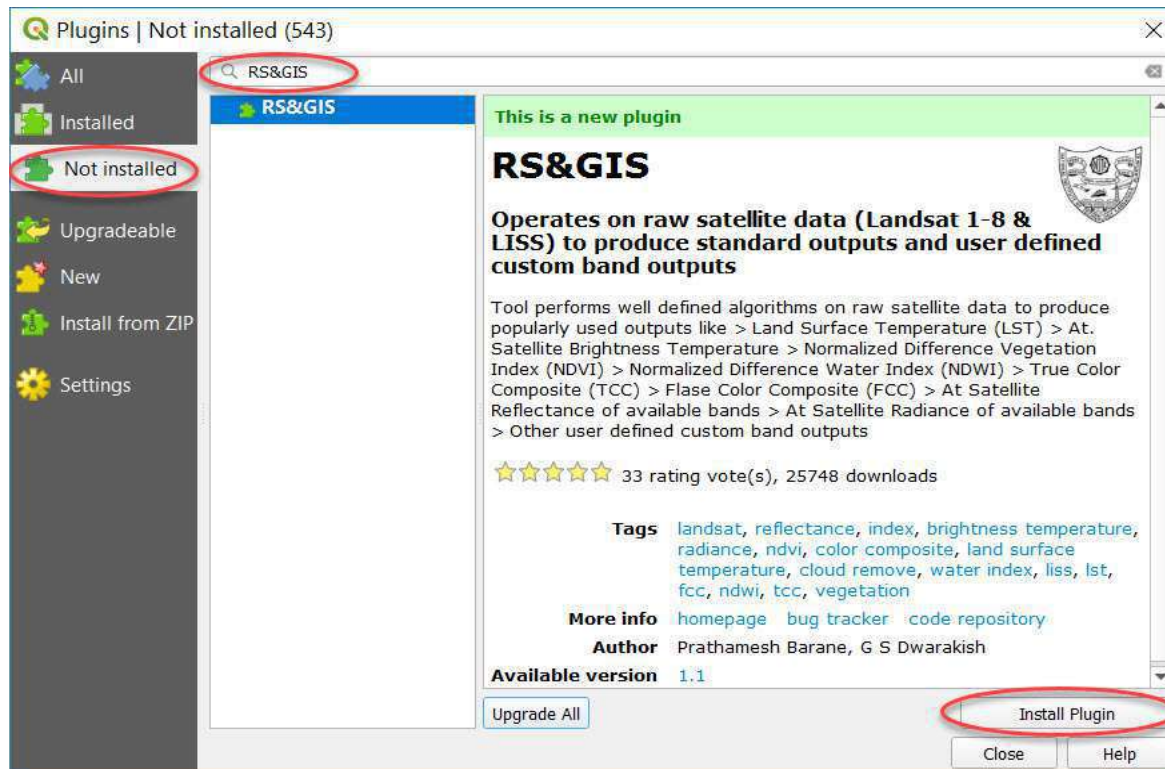 Plugins | Not installed (543)
All
Installed
Not installed
Upgradeable
New
Install from ZIP
Settings
RS&GIS
RS&GIS
This is a new plugin
RS&GIS
Operates on raw satellite data (Landsat 1-8 &
LISS) to produce standard outputs and user defined
custom band outputs
Tool performs well defined algorithms on raw satellite data to produce
popularly used outputs like > Land Surface Temperature (LST) > At.
Satellite Brightness Temperature > Normalized Difference Vegetation
Index (NDVI) > Normalized Difference Water Index (NDWI) > True Color
Composite (TCC) > Flase Color Composite (FCC) > At Satellite
Reflectance of available bands > At Satellite Radiance of available bands
> Other user defined custom band outputs
33 rating vote(s), 25748 downloads
Tags landsat, reflectance, index, brightness temperature,
radiance, ndvi, color composite, land surface
temperature, cloud remove, water index, liss, lst,
fcc, ndwi, tcc, vegetation
More info homepage bug tracker code repository
Author Prathamesh Barane, G S Dwarakish
Available version 1.1
Upgrade All
Install Plugin
Close
Help